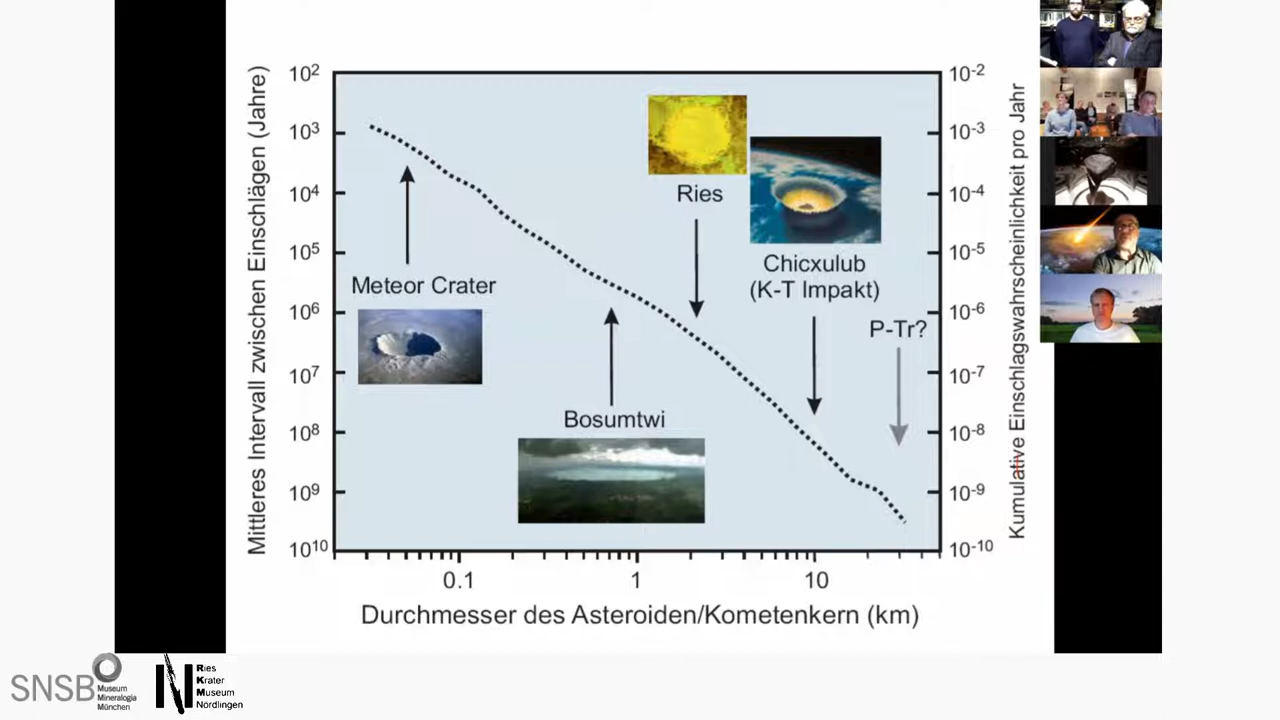 Mittleres Intervall zwischen Einschlägen (Jahre)
10²
10³
10⁴
10⁵
10⁶
10⁷
10⁸
10⁹
10¹⁰
Meteor Crater
Bosumtwi
Ries
Chicxulub
(K-T Impakt)
P-Tr?
10⁻²
10⁻³
10⁻⁴
10⁻⁵
10⁻⁶
10⁻⁷
10⁻⁸
10⁻⁹
10⁻¹⁰
Kumulative Einschlagswahrscheinlichkeit pro Jahr
0.1
1
10
Durchmesser des Asteroiden/Kometenkern (km)
SNSB
Museum
Mineralogia
München
N
Ries
Krater
Museum
Nördlingen